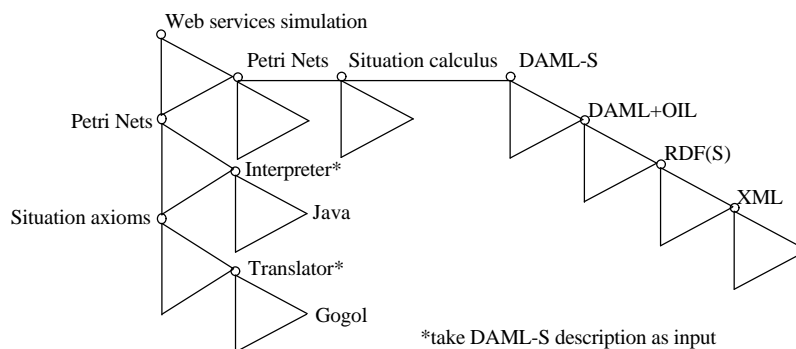 Web services simulation
Petri Nets
Situation calculus
DAML-S
Petri Nets
DAML+OIL
Interpreter*
RDF(S)
Situation axioms
Java
XML
Translator*
Gogol
*take DAML-S description as input